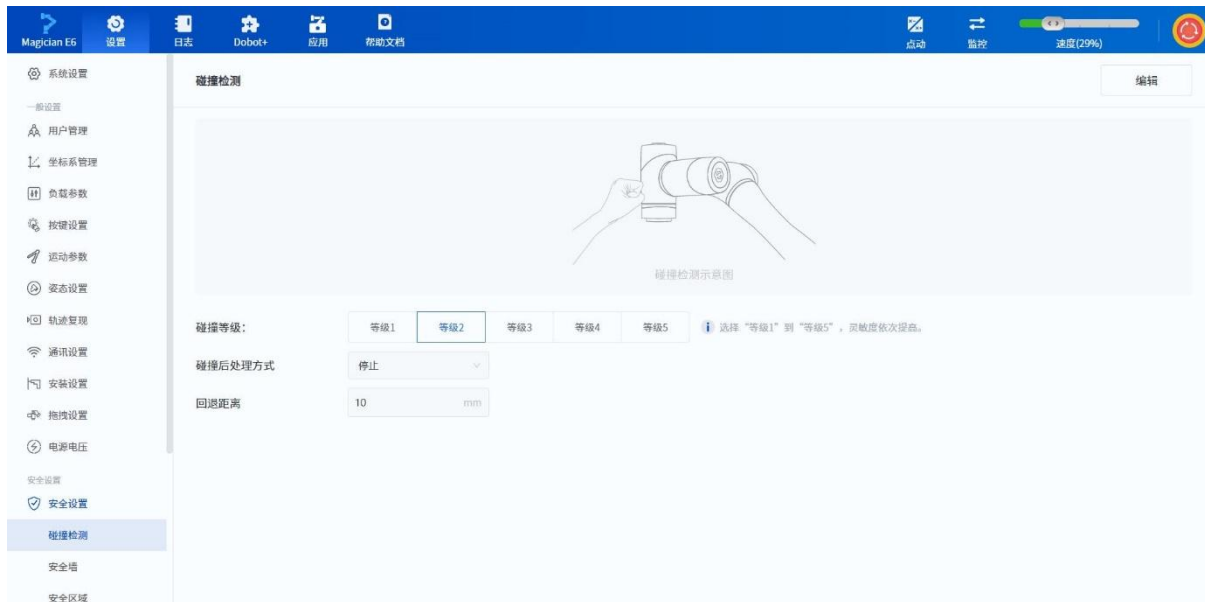 Magician E6 设置 日志 Dobot+ 应用 帮助文档 点动 监控 速度(29%)
系统设置
碰撞检测 编辑
一般设置
用户管理
坐标系管理
负载参数
按键设置
运动参数
碰撞检测示意图
姿态设置
轨迹复现
碰撞等级: 等级1 等级2 等级3 等级4 等级5 i 选择“等级1”到“等级5”，灵敏度依次提高。
通讯设置
碰撞后处理方式 停止
安装设置
回退距离 10 mm
拖拽设置
电源电压
安全设置
安全设置
碰撞检测
安全墙
安全区域